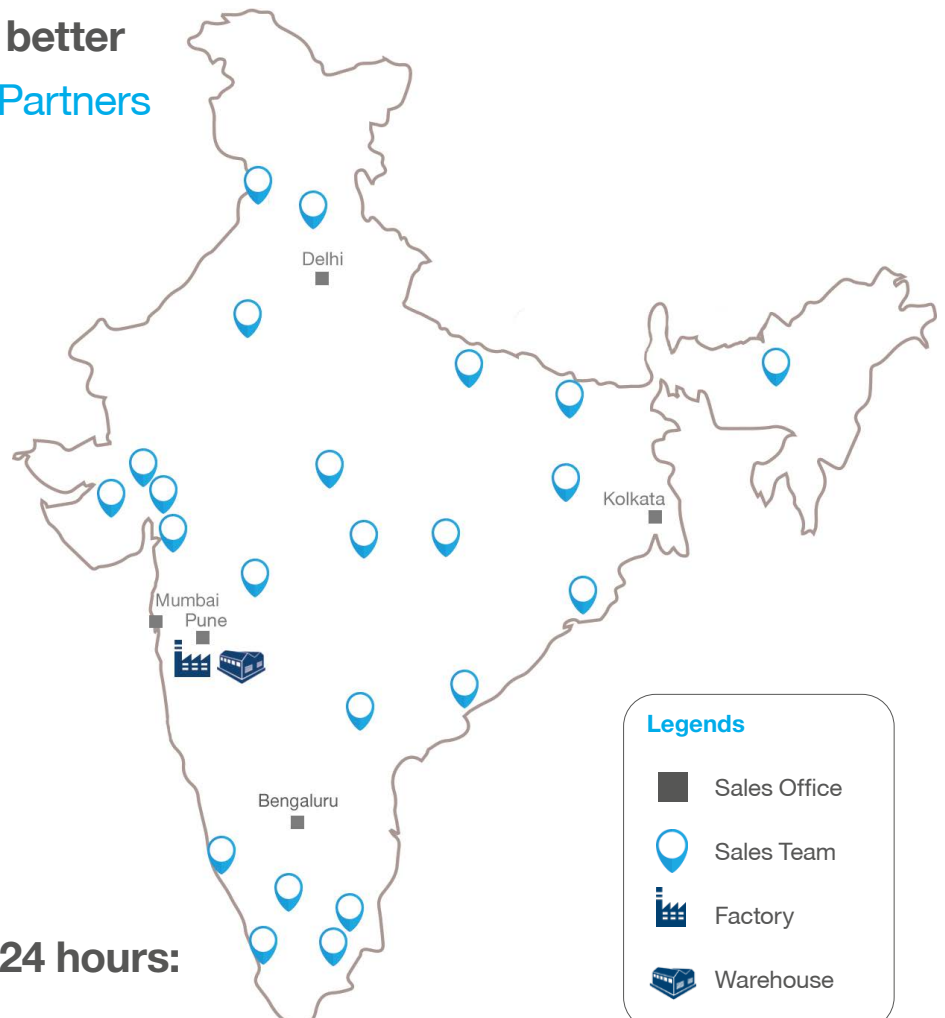 better
Partners
Delhi
Kolkata
Mumbai
Pune
Bengaluru
24 hours:
Legends
Sales Office
Sales Team
Factory
Warehouse